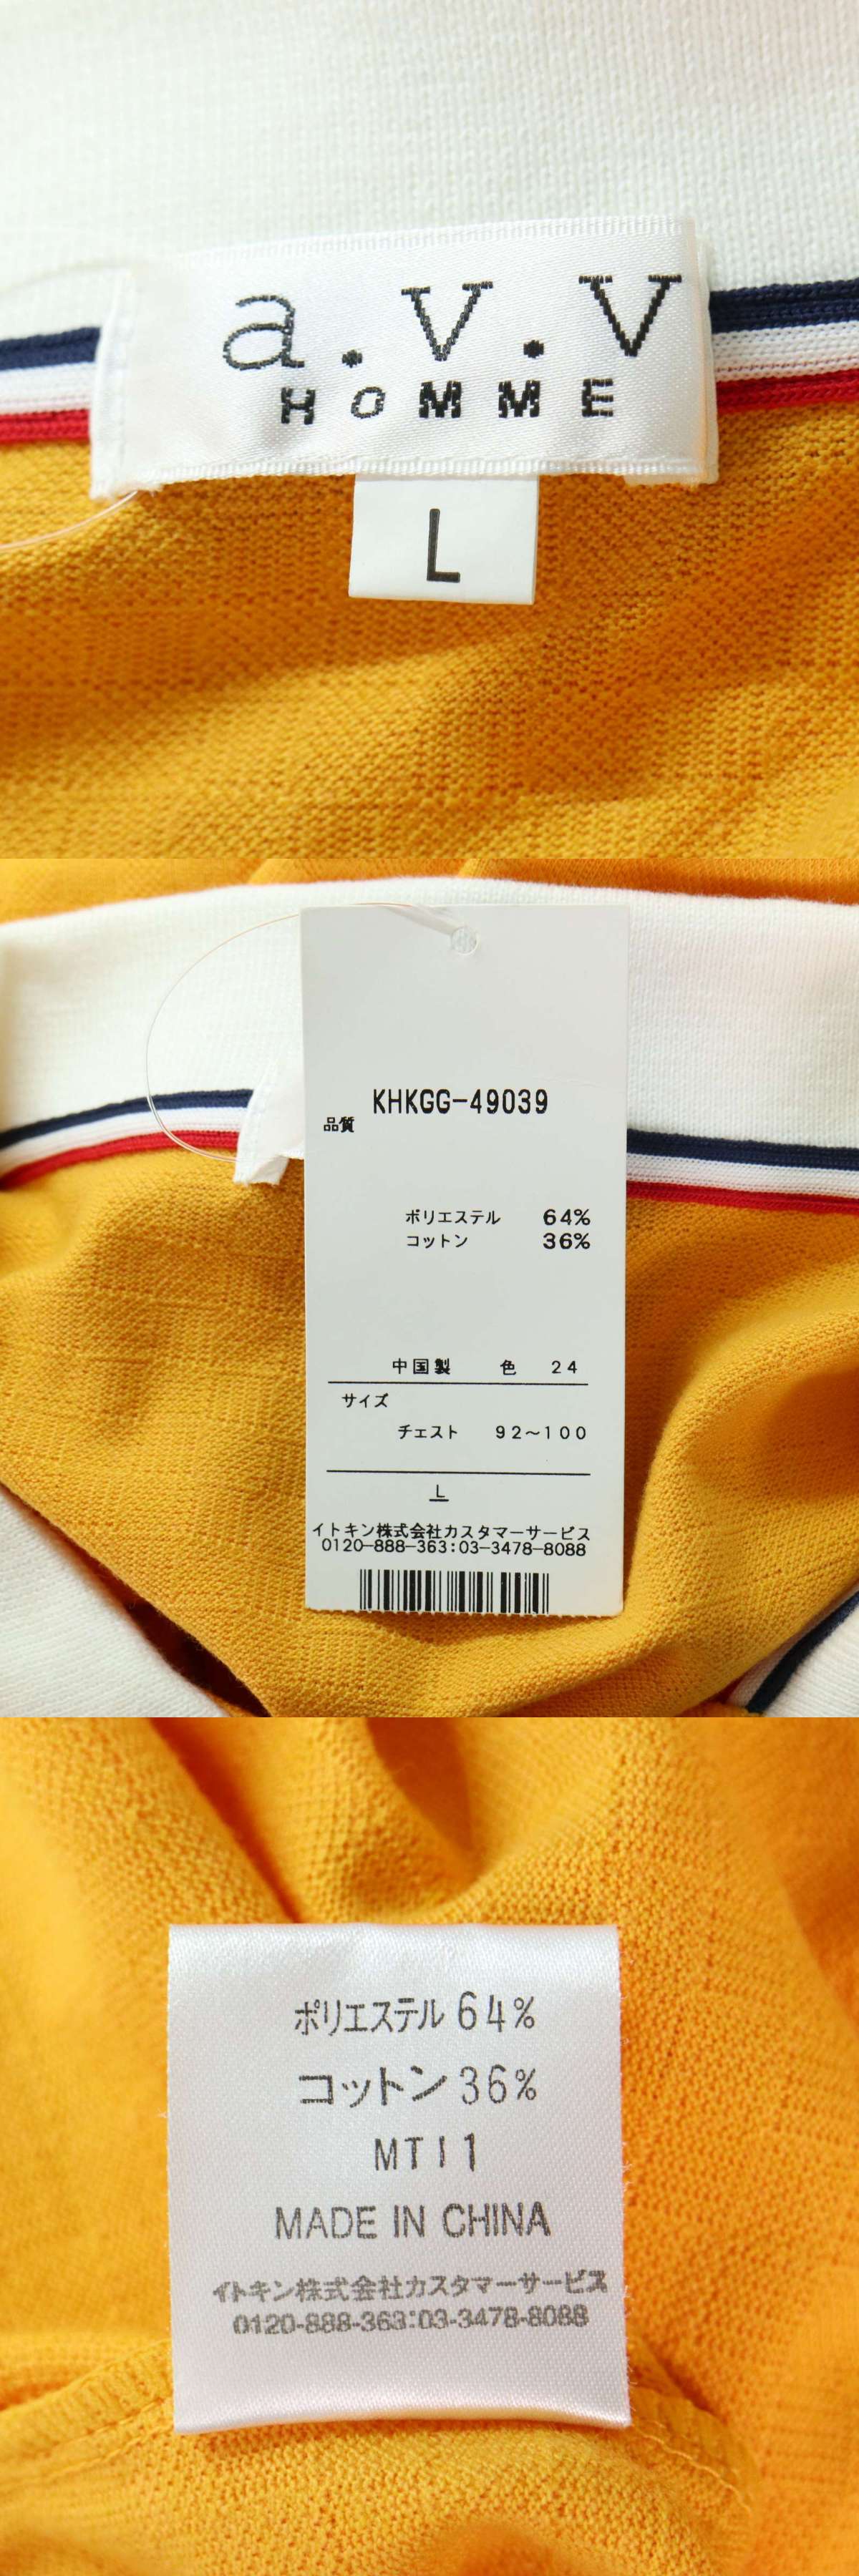 a.v.v
HOMME
L
KHKGG-49039
品質
ポリエステル 64%
コットン 36%
中国製 色 24
サイズ
チェスト 92~100
L
イトキン株式会社カスタマーサービス
0120-888-363:03-3478-8088
ポリエステル 64%
コットン 36%
MTI1
MADE IN CHINA
イトキン株式会社カスタマーサービス
0120-888-363:03-3478-8088